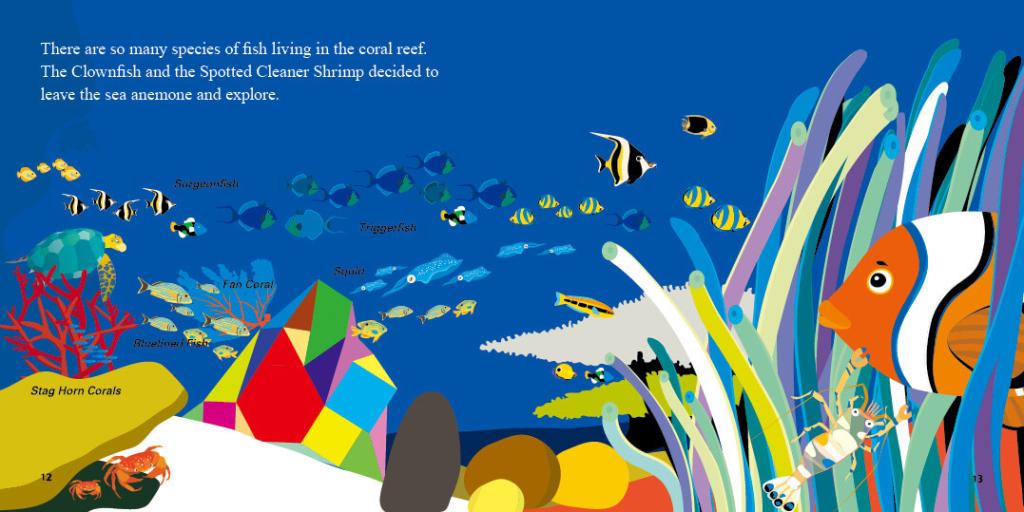 There are so many species of fish living in the coral reef.
The Clownfish and the Spotted Cleaner Shrimp decided to
leave the sea anemone and explore.
Surgeonfish
Triggerfish
Squid
Fan Coral
Bluelined Fish
Stag Horn Corals
12
13